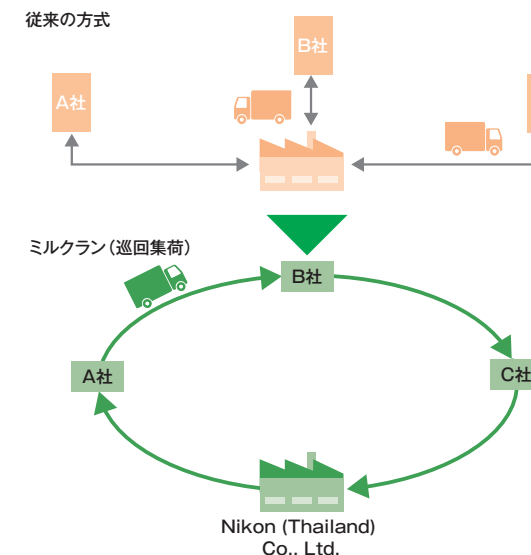 従来の方式
B社
A社
ミルクラン（巡回集荷）
B社
A社
C社
Nikon (Thailand)
Co., Ltd.